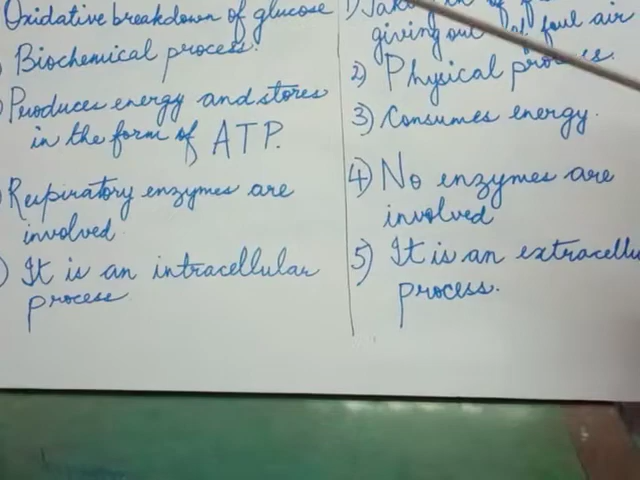 Oxidative breakdown of glucose
Biochemical process.
Produces energy and stores
in the form of ATP.
Respiratory enzymes are
involved
) It is an intracellular
process
1)
giving out of foul air
2) Physical process.
3) Consumes energy.
4) No enzymes are
involved
5) It is an extracellu
process.